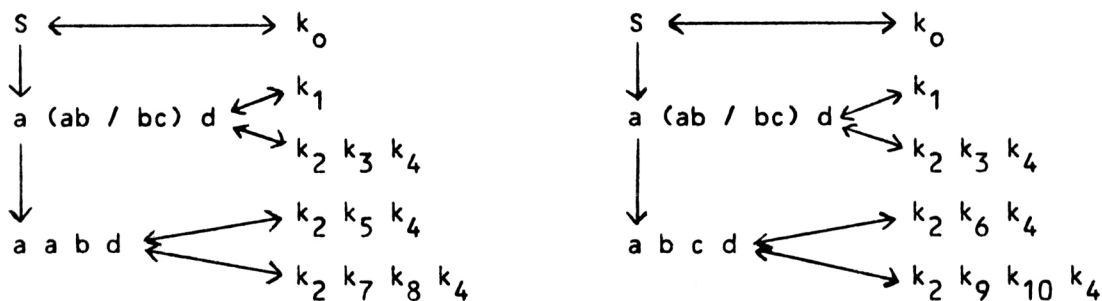 S k₀ S k₀
k₁ k₁
a (ab / bc) d a (ab / bc) d
k₂ k₃ k₄ k₂ k₃ k₄
k₂ k₅ k₄ k₂ k₆ k₄
a a b d a b c d
k₂ k₇ k₈ k₄ k₂ k₉ k₁₀ k₄